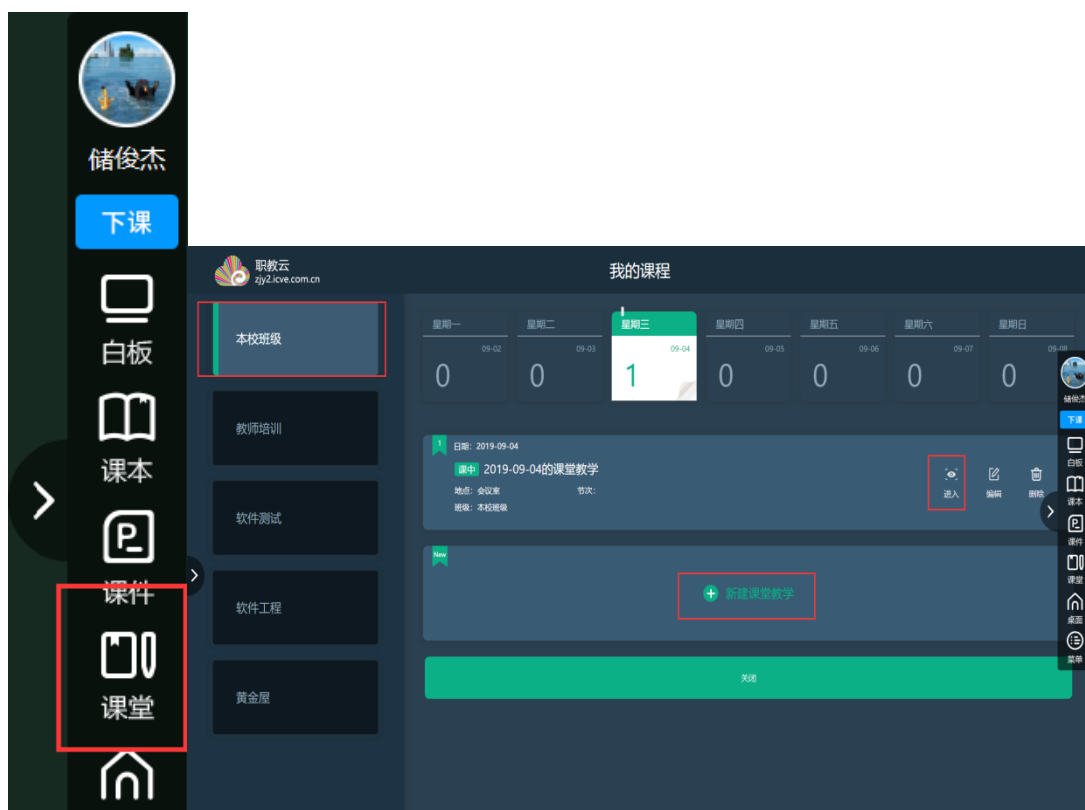 储俊杰
下课
白板
课本
课件
课堂
职教云
zjy2.icve.com.cn
我的课程
本校班级
教师培训
软件测试
软件工程
黄金屋
星期一
09-02
0
星期二
09-03
0
星期三
09-04
1
星期四
09-05
0
星期五
09-06
0
星期六
09-07
0
星期日
09-08
0
1
日期: 2019-09-04
课中 2019-09-04的课堂教学
地点: 会议室 节次:
班级: 本校班级
进入
编辑
删除
New
新建课堂教学
关闭
储俊杰
下课
白板
课本
课件
课堂
桌面
菜单